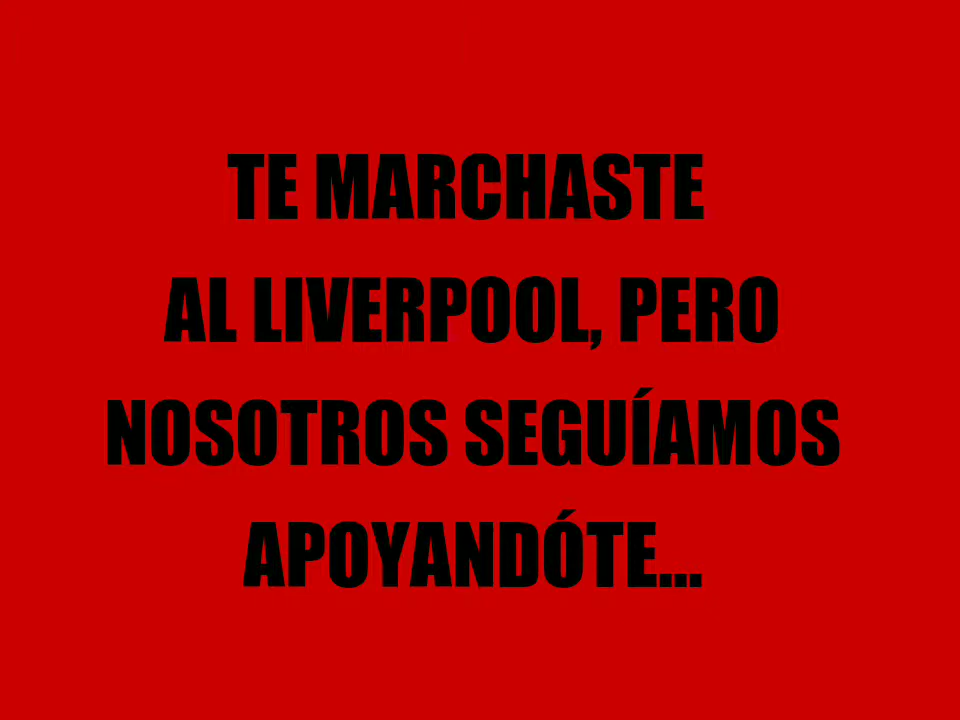 TE MARCHASTE
AL LIVERPOOL, PERO
NOSOTROS SEGUÍAMOS
APOYANDÓTE...